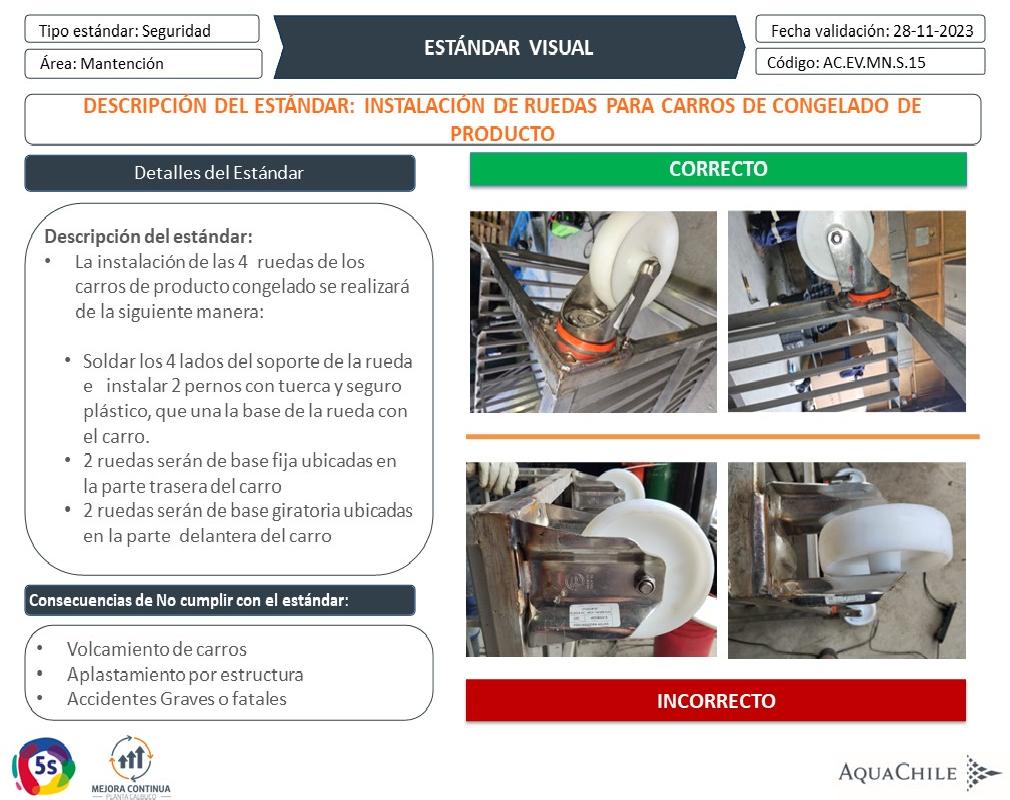 Tipo estándar: Seguridad
Área: Mantención
ESTÁNDAR VISUAL
Fecha validación: 28-11-2023
Código: AC.EV.MN.S.15
DESCRIPCIÓN DEL ESTÁNDAR: INSTALACIÓN DE RUEDAS PARA CARROS DE CONGELADO DE
PRODUCTO
Detalles del Estándar
Descripción del estándar:
• La instalación de las 4 ruedas de los
carros de producto congelado se realizará
de la siguiente manera:
• Soldar los 4 lados del soporte de la rueda
e instalar 2 pernos con tuerca y seguro
plástico, que una la base de la rueda con
el carro.
• 2 ruedas serán de base fija ubicadas en
la parte trasera del carro
• 2 ruedas serán de base giratoria ubicadas
en la parte delantera del carro
Consecuencias de No cumplir con el estándar:
• Volcamiento de carros
• Aplastamiento por estructura
• Accidentes Graves o fatales
CORRECTO
INCORRECTO
5s
MEJORA CONTINUA
PLANTA CALBUCO
AQUACHILE